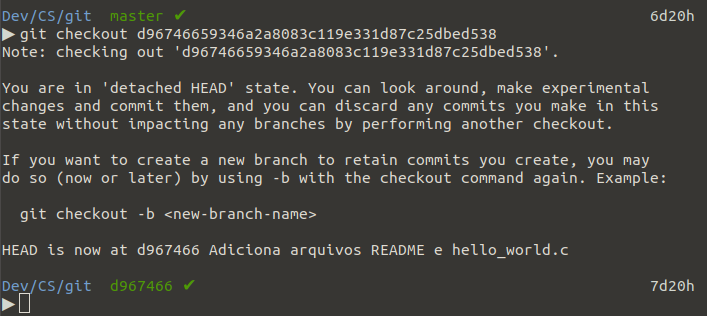 Dev/CS/git master ✔ 6d20h
▶ git checkout d96746659346a2a8083c119e331d87c25dbed538
Note: checking out 'd96746659346a2a8083c119e331d87c25dbed538'.
You are in 'detached HEAD' state. You can look around, make experimental
changes and commit them, and you can discard any commits you make in this
state without impacting any branches by performing another checkout.
If you want to create a new branch to retain commits you create, you may
do so (now or later) by using -b with the checkout command again. Example:
git checkout -b <new-branch-name>
HEAD is now at d967466 Adiciona arquivos README e hello_world.c
Dev/CS/git d967466 ✔ 7d20h
▶